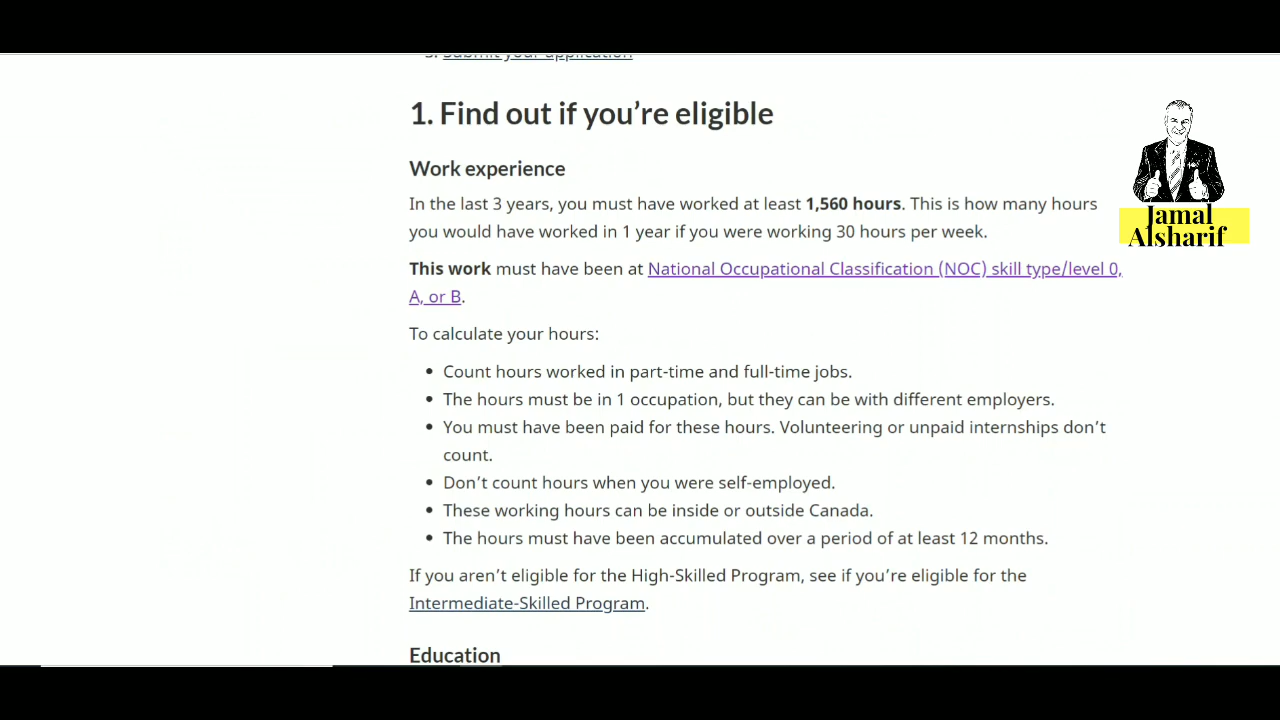 5. Submit your application
1. Find out if you’re eligible
Work experience
In the last 3 years, you must have worked at least 1,560 hours. This is how many hours
you would have worked in 1 year if you were working 30 hours per week.
This work must have been at National Occupational Classification (NOC) skill type/level 0,
A, or B.
To calculate your hours:
• Count hours worked in part-time and full-time jobs.
• The hours must be in 1 occupation, but they can be with different employers.
• You must have been paid for these hours. Volunteering or unpaid internships don’t
count.
• Don’t count hours when you were self-employed.
• These working hours can be inside or outside Canada.
• The hours must have been accumulated over a period of at least 12 months.
If you aren’t eligible for the High-Skilled Program, see if you’re eligible for the
Intermediate-Skilled Program.
Education
Jamal
Alsharif